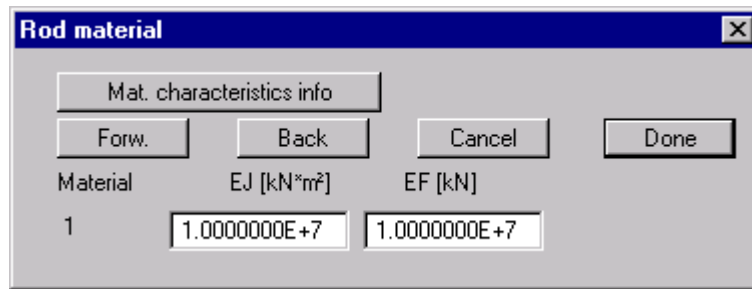 Rod material
Mat. characteristics info
Forw. Back Cancel Done
Material EJ [kN*m²] EF [kN]
1 1.0000000E+7 1.0000000E+7